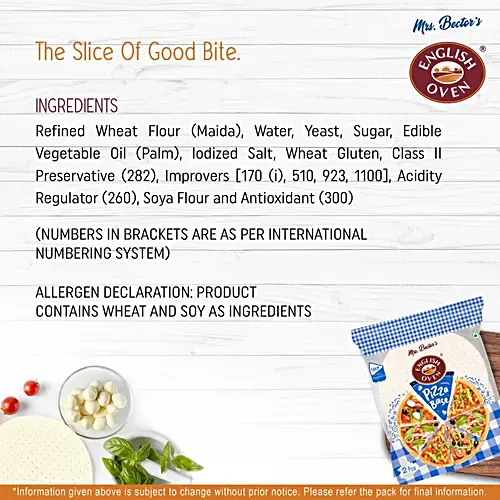 Mrs. Bector's
The Slice Of Good Bite.
ENGLISH
OVEN
®
INGREDIENTS
Refined Wheat Flour (Maida), Water, Yeast, Sugar, Edible
Vegetable Oil (Palm), Iodized Salt, Wheat Gluten, Class II
Preservative (282), Improvers [170 (i), 510, 923, 1100], Acidity
Regulator (260), Soya Flour and Antioxidant (300)
(NUMBERS IN BRACKETS ARE AS PER INTERNATIONAL
NUMBERING SYSTEM)
ALLERGEN DECLARATION: PRODUCT
CONTAINS WHEAT AND SOY AS INGREDIENTS
Mrs. Bector's
ENGLISH
OVEN
Pizza
Base
*Information given above is subject to change without prior notice. Please refer the pack for final information